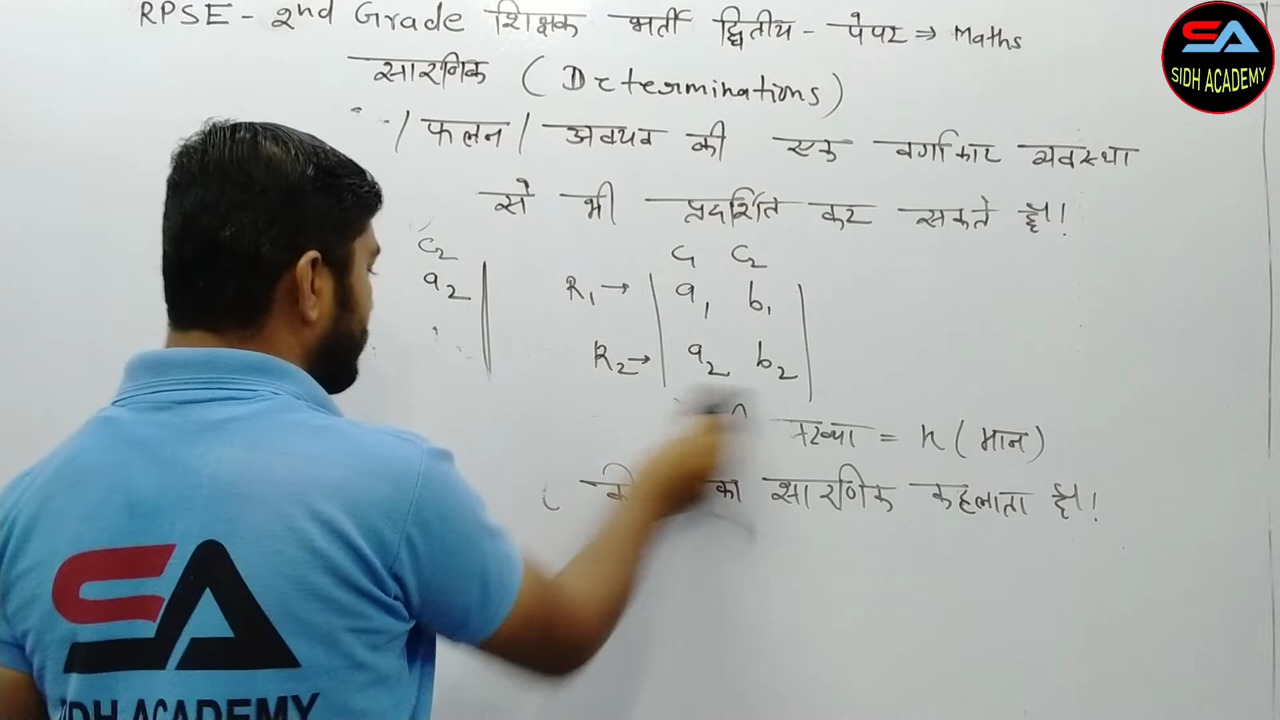 RPSE - 2nd Grade शिक्षक भर्ती द्वितीय - पेपर ⇒ Maths
SA
SIDH ACADEMY
सारणिक (Determinations)
/ फलन / अवयव की एक वर्गाकार व्यवस्था
से भी प्रदर्शित कर सकते है।
C2 C1 C2
a2 R1 → a1 b1
R2 → a2 b2
= n (मान)
का सारणिक कहलाता है।
SA
SIDH ACADEMY